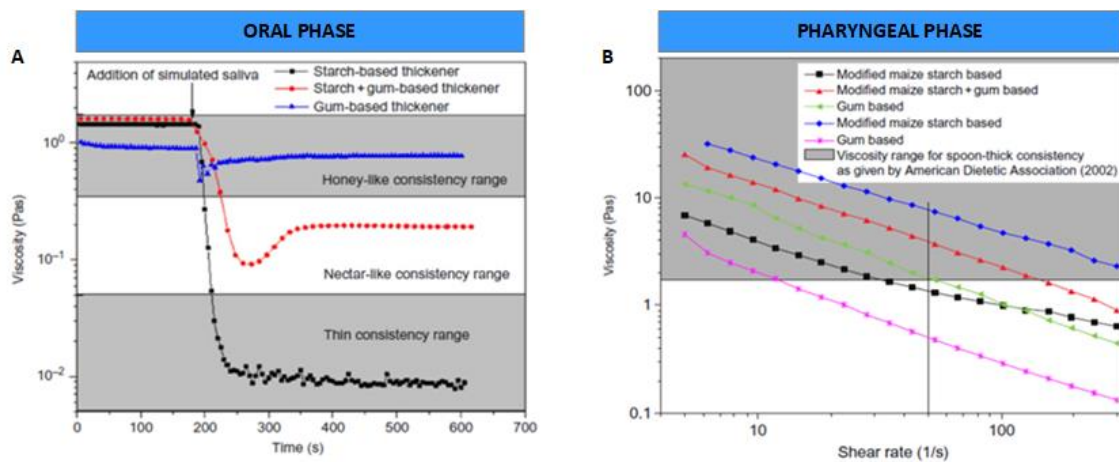 ORAL PHASE
A
Addition of simulated saliva
Starch-based thickener
Starch + gum-based thickener
Gum-based thickener
Honey-like consistency range
Nectar-like consistency range
Thin consistency range
Viscosity (Pas)
10⁰
10⁻¹
10⁻²
0 100 200 300 400 500 600 700
Time (s)
PHARYNGEAL PHASE
B
Modified maize starch based
Modified maize starch + gum based
Gum based
Modified maize starch based
Gum based
Viscosity range for spoon-thick consistency
as given by American Dietetic Association (2002)
Viscosity (Pas)
100
10
1
0.1
10 100
Shear rate (1/s)